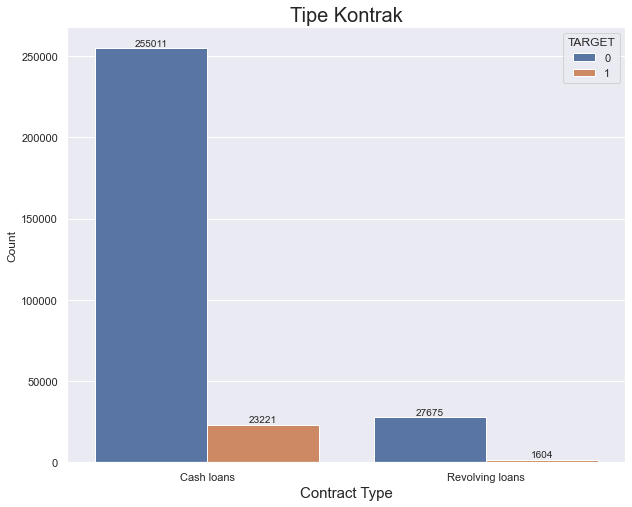 Tipe Kontrak
TARGET
0
1
255011
23221
27675
1604
250000
200000
150000
100000
50000
0
Count
Cash loans
Revolving loans
Contract Type